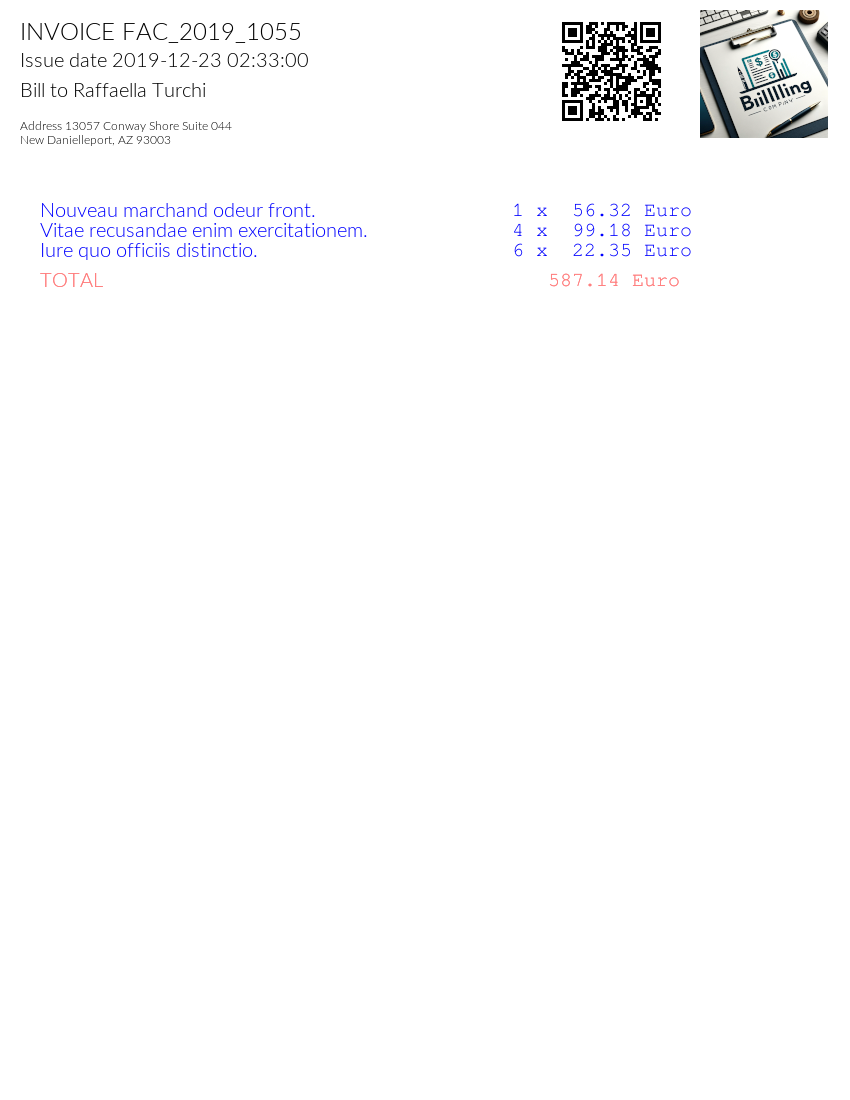 INVOICE FAC_2019_1055
Issue date 2019-12-23 02:33:00
Bill to Raffaella Turchi
Address 13057 Conway Shore Suite 044
New Danielleport, AZ 93003
Biillling
COMPANY
Nouveau marchand odeur front. 1 x 56.32 Euro
Vitae recusandae enim exercitationem. 4 x 99.18 Euro
Iure quo officiis distinctio. 6 x 22.35 Euro
TOTAL 587.14 Euro